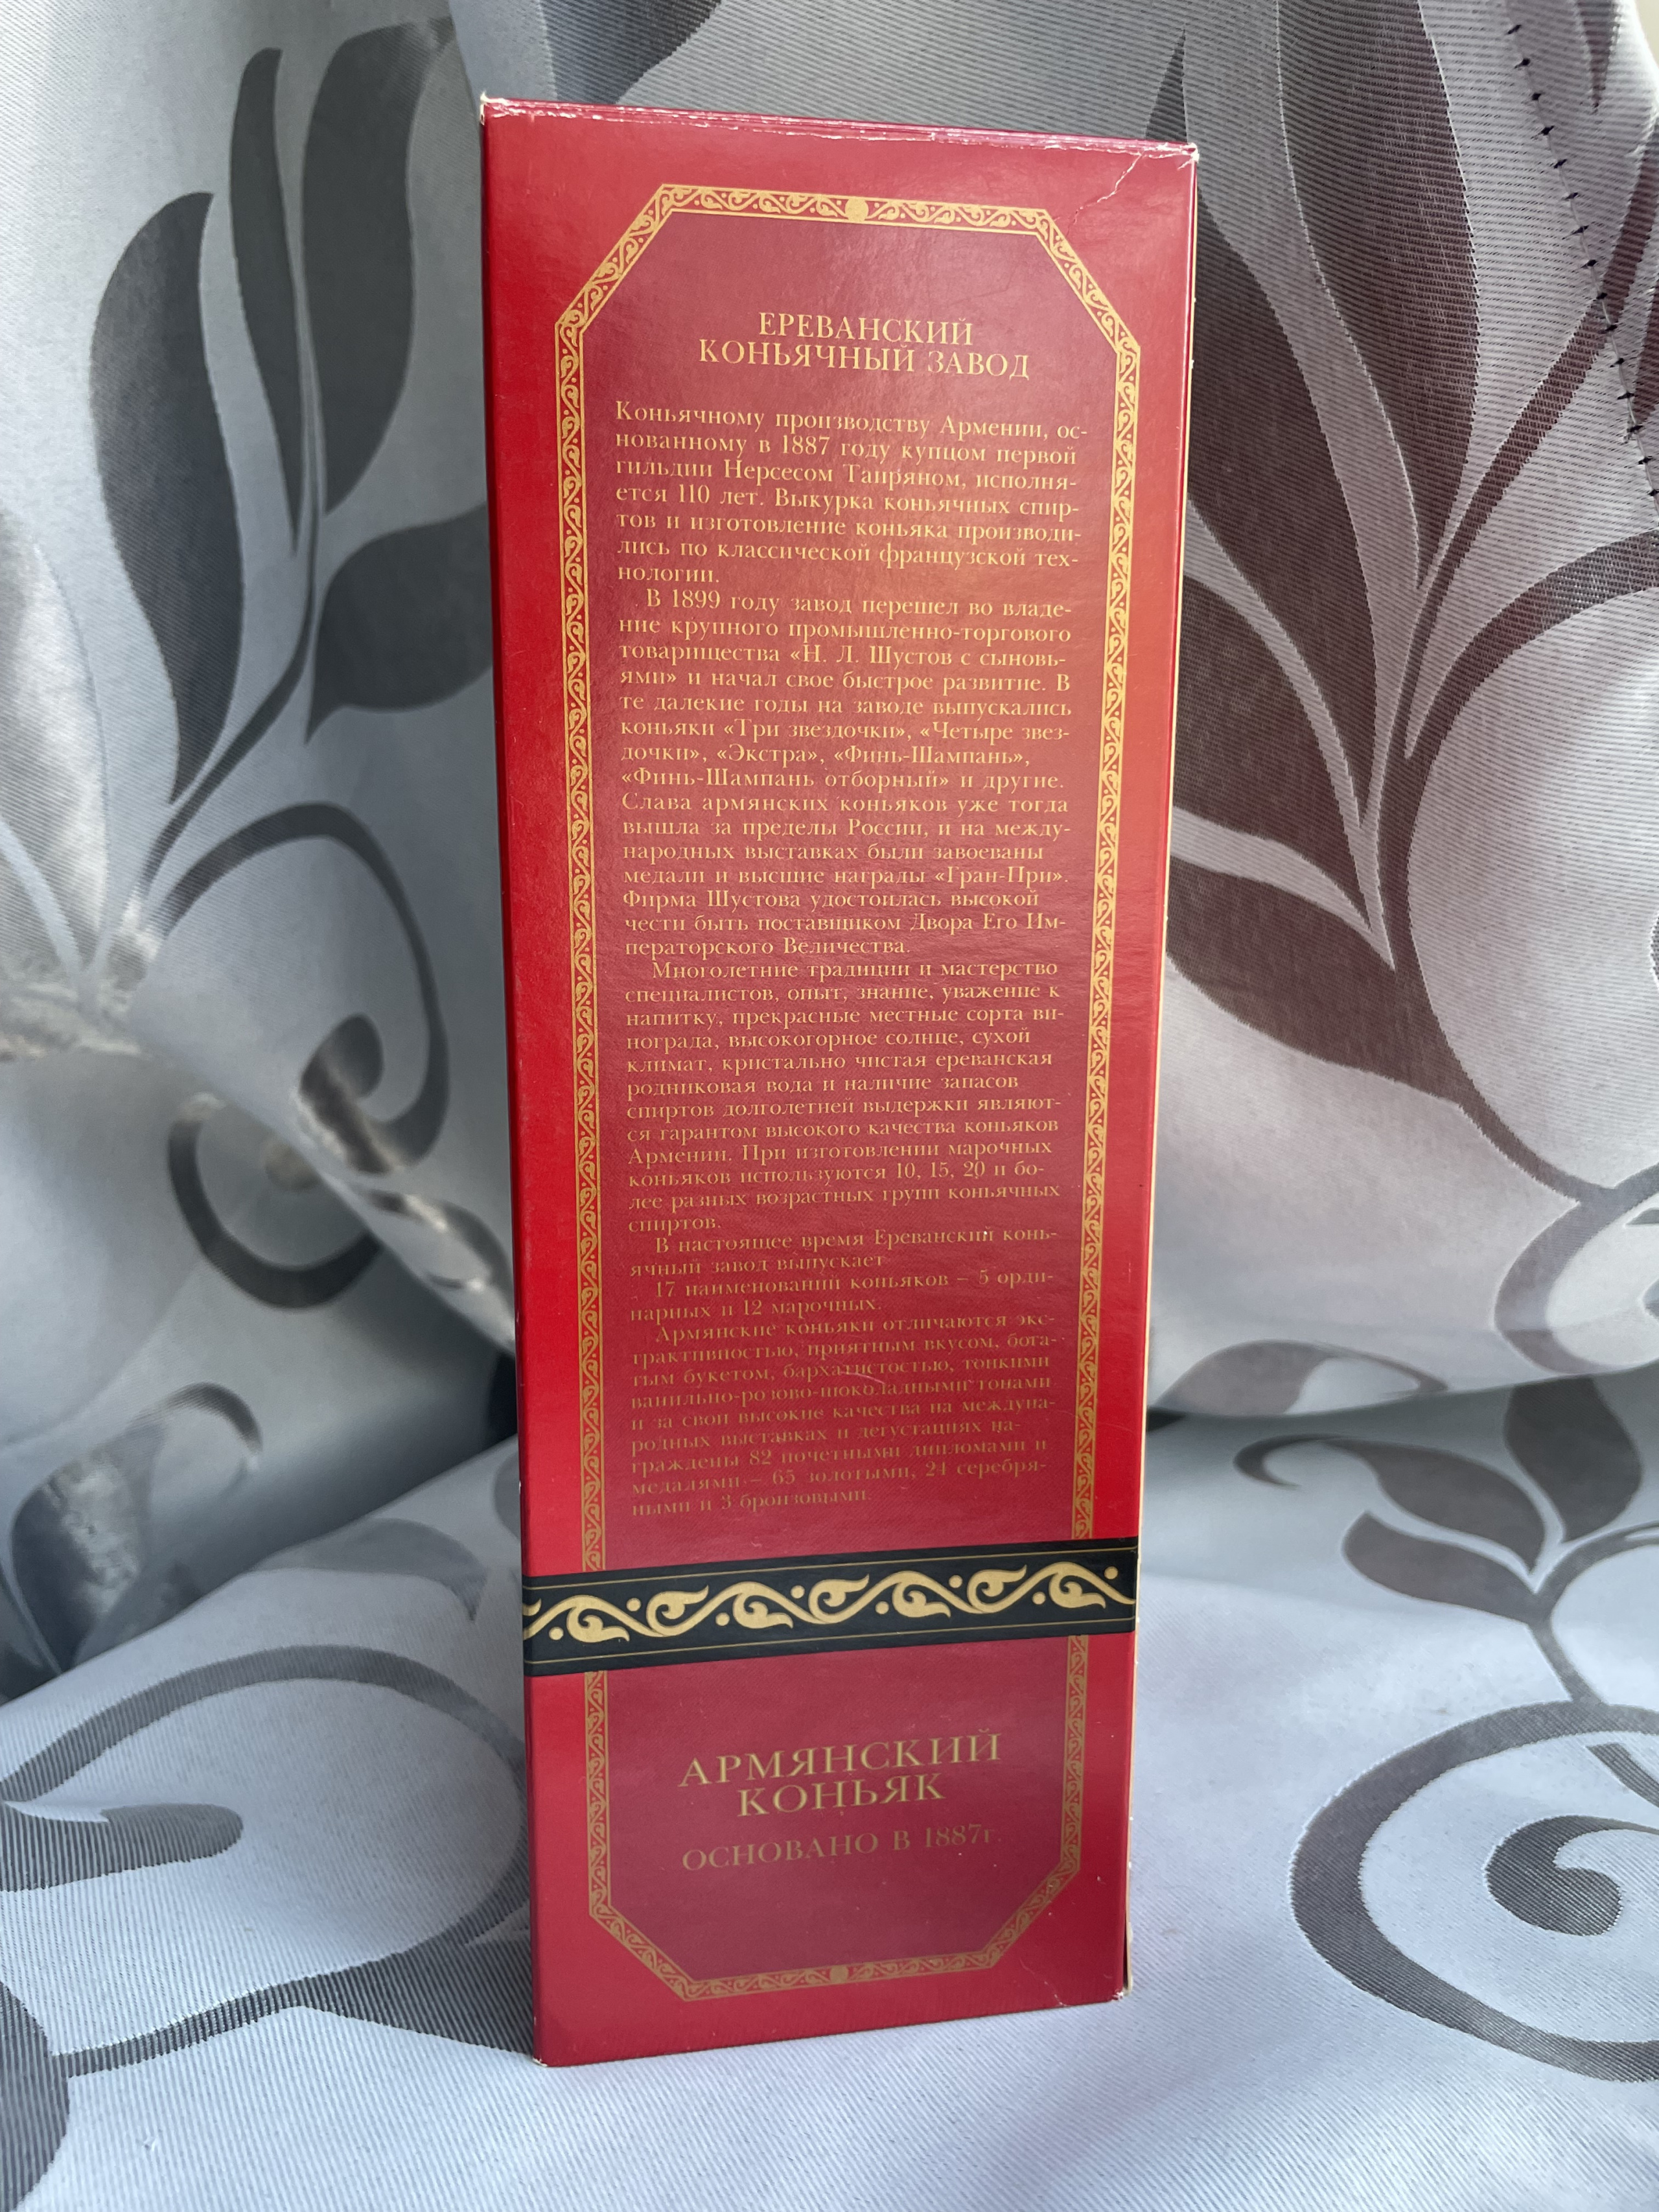 ЕРЕВАНСКИЙ
КОНЬЯЧНЫЙ ЗАВОД
Коньячному производству Армении, ос-
нованному в 1887 году купцом первой
гильдии Нерсесом Таиряном, исполня-
ется 110 лет. Выкурка коньячных спир-
тов и изготовление коньяка производи-
лись по классической французской тех-
нологии.
В 1899 году завод перешел во владе-
ние крупного промышленно-торгового
товарищества «Н. Л. Шустов с сыновь-
ями» и начал свое быстрое развитие. В
те далекие годы на заводе выпускались
коньяки «Три звездочки», «Четыре звез-
дочки», «Экстра», «Финь-Шампань»,
«Финь-Шампань отборный» и другие.
Слава армянских коньяков уже тогда
вышла за пределы России, и на между-
народных выставках были завоеваны
медали и высшие награды «Гран-При».
Фирма Шустова удостоилась высокой
чести быть поставщиком Двора Его Им-
ператорского Величества.
Многолетние традиции и мастерство
специалистов, опыт, знание, уважение к
напитку, прекрасные местные сорта ви-
нограда, высокогорное солнце, сухой
климат, кристально чистая ереванская
родниковая вода и наличие запасов
спиртов долголетней выдержки являют-
ся гарантом высокого качества коньяков
Армении. При изготовлении марочных
коньяков используются 10, 15, 20 и бо-
лее разных возрастных групп коньячных
спиртов.
В настоящее время Ереванский конь-
ячный завод выпускает
17 наименований коньяков – 5 орди-
нарных и 12 марочных.
Армянские коньяки отличаются экс-
трактивностью, приятным вкусом, бога-
тым букетом, бархатистостью, тонкими
ванильно-розово-шоколадными тонами
и за свои высокие качества на междуна-
родных выставках и дегустациях на-
граждены 82 почетными дипломами и
медалями – 65 золотыми, 24 серебря-
ными и 3 бронзовыми.
АРМЯНСКИЙ
КОНЬЯК
ОСНОВАНО В 1887г.